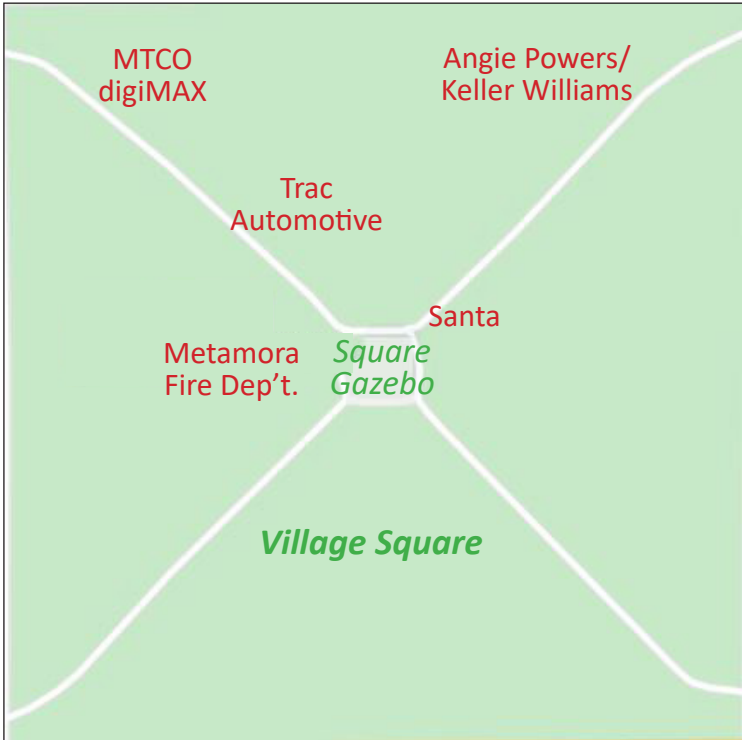 MTCO
digiMAX
Angie Powers/
Keller Williams
Trac
Automotive
Santa
Metamora
Fire Dep’t.
Square
Gazebo
Village Square